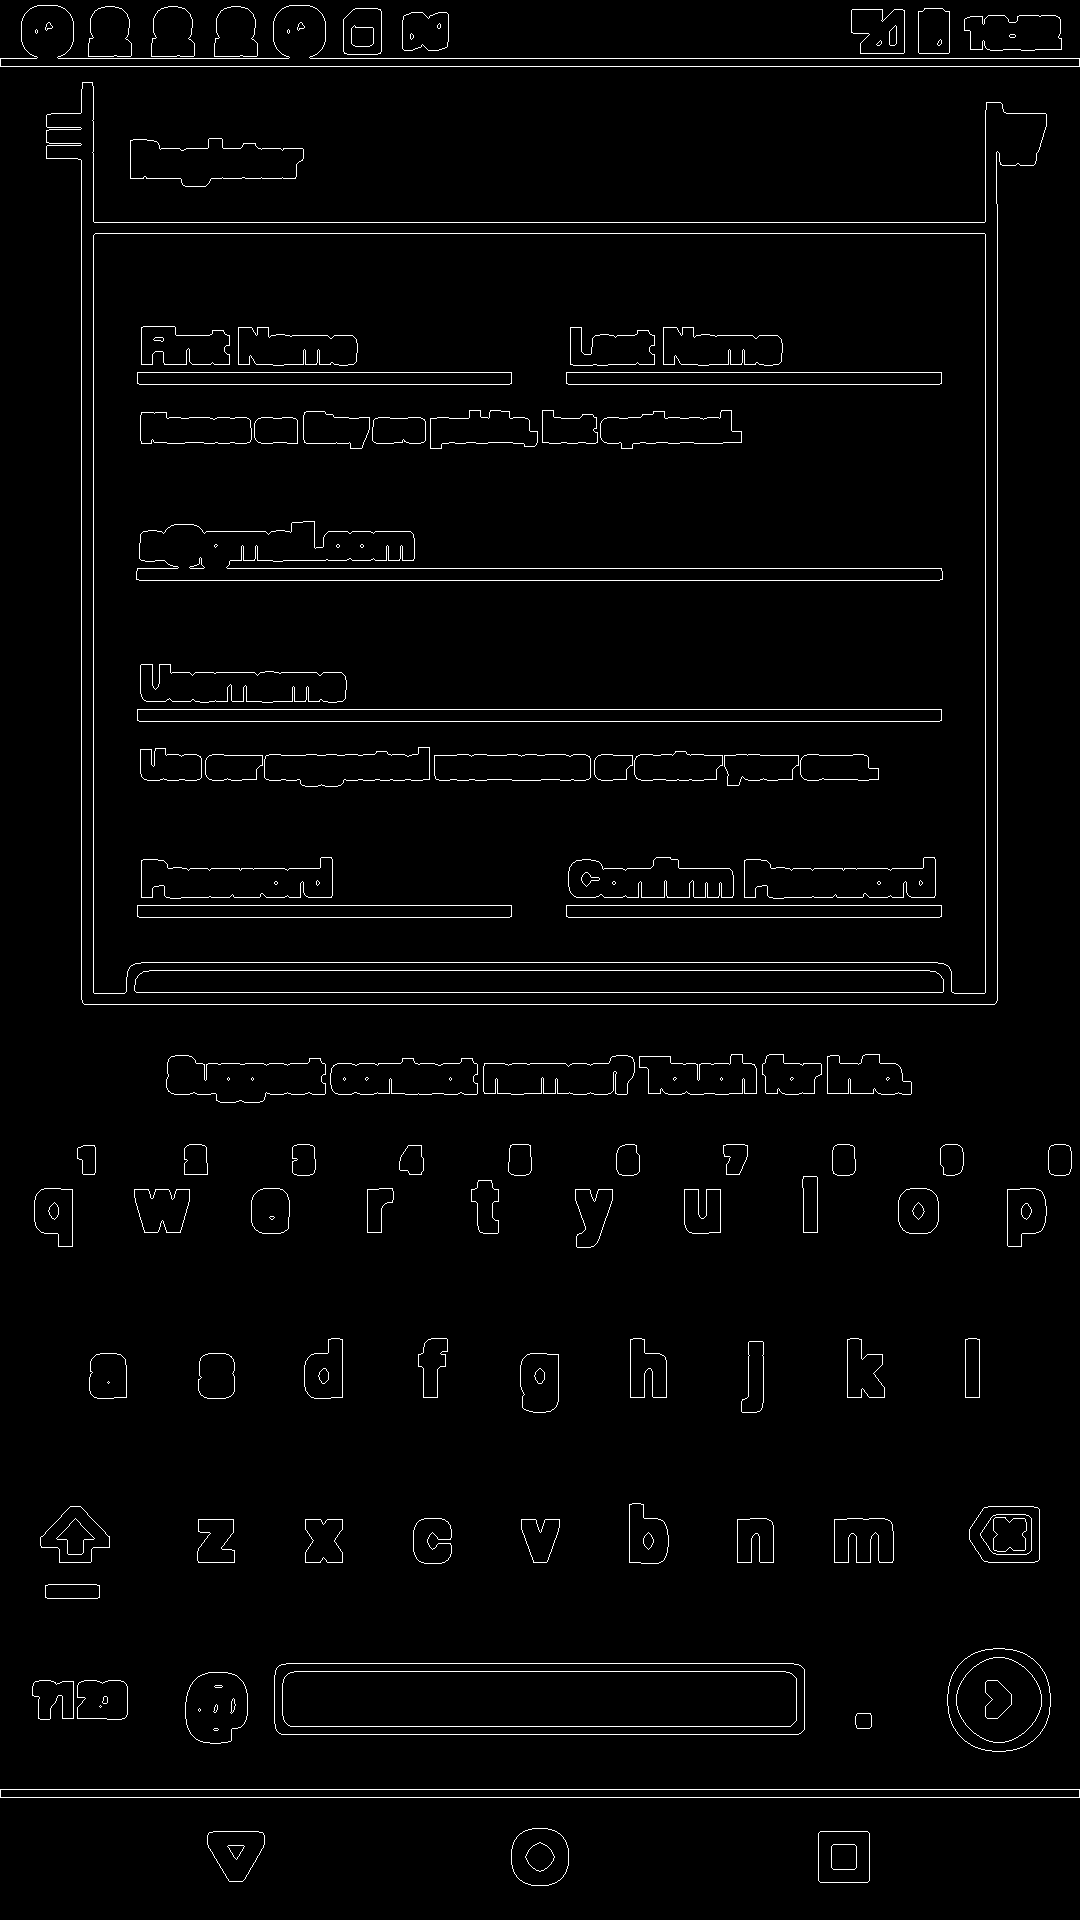 Register
First Name Last Name
Names on Etsy are public, but optional.
@gmail.com
Username
Use our suggested username or enter your own.
Password Confirm Password
Suggest contact names? Touch for info.
1 2 3 4 5 6 7 8 9 0
q w e r t y u i o p
a s d f g h j k l
z x c v b n m
?123 @ .